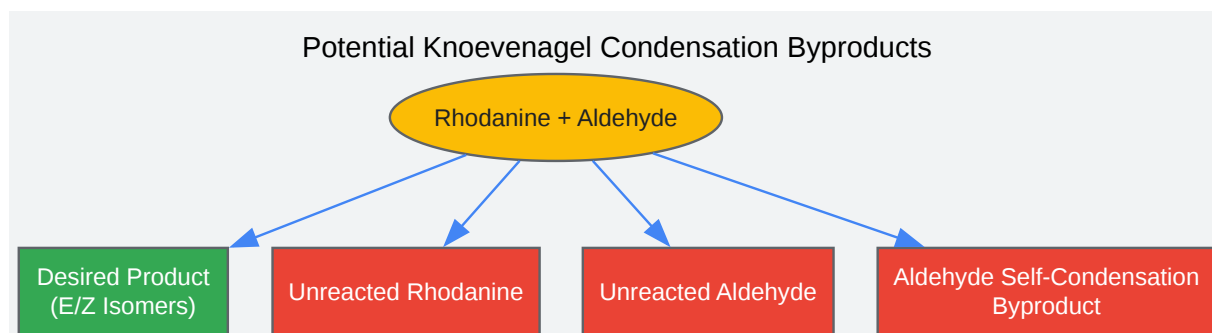 Potential Knoevenagel Condensation Byproducts
Rhodanine + Aldehyde
Desired Product
(E/Z Isomers)
Unreacted Rhodanine
Unreacted Aldehyde
Aldehyde Self-Condensation
Byproduct